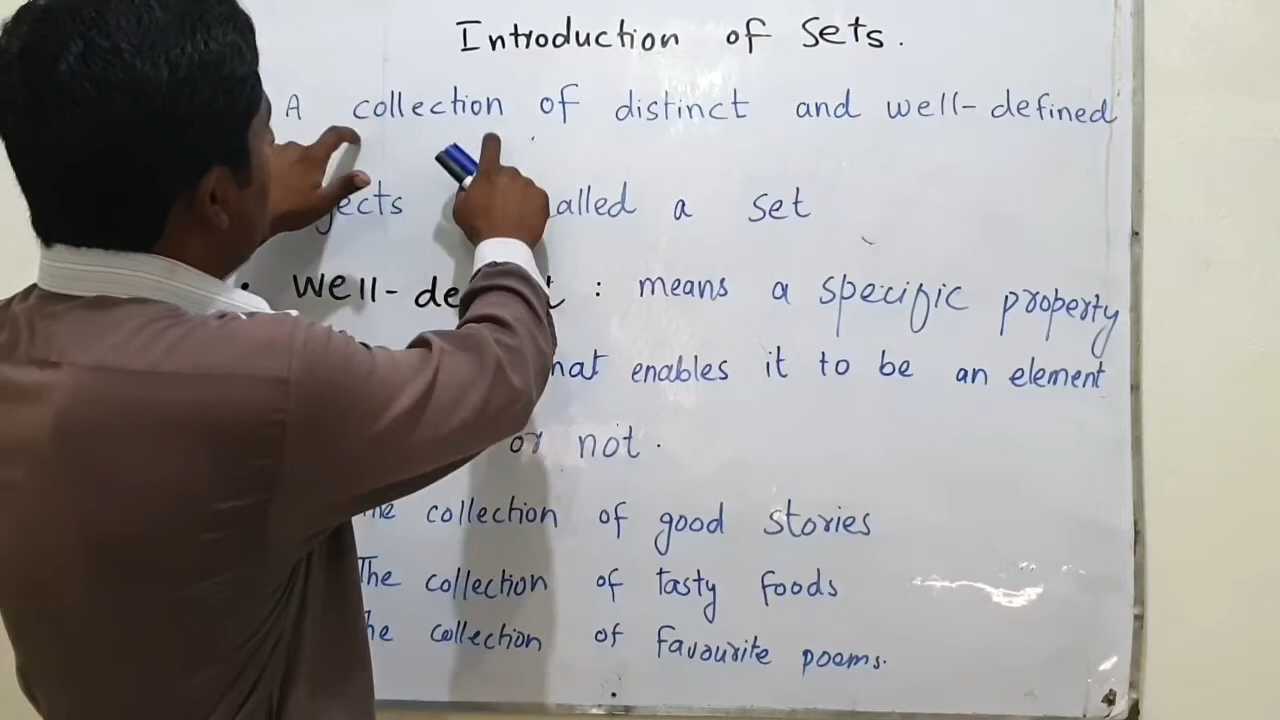 Introduction of Sets.
A collection of distinct and well-defined
jects alled a set
• Well-de : means a specific property
hat enables it to be an element
or not.
he collection of good stories
The collection of tasty foods
he collection of favourite poems.